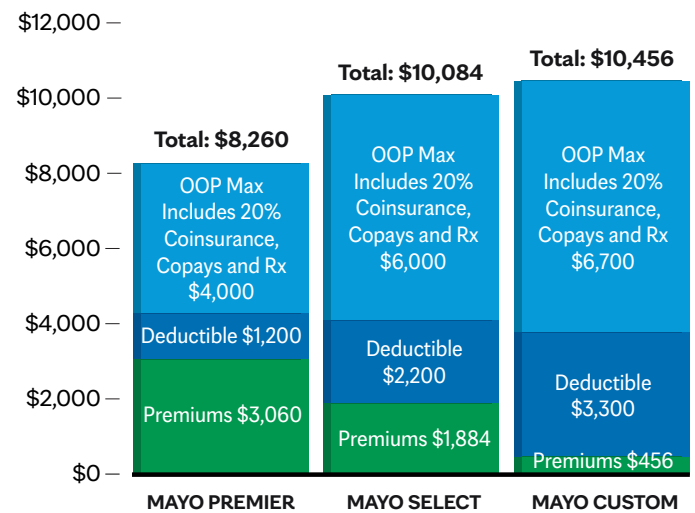 $12,000
$10,000
$8,000
$6,000
$4,000
$2,000
$0
Total: $8,260
OOP Max
Includes 20%
Coinsurance,
Copays and Rx
$4,000
Deductible $1,200
Premiums $3,060
MAYO PREMIER
Total: $10,084
OOP Max
Includes 20%
Coinsurance,
Copays and Rx
$6,000
Deductible
$2,200
Premiums $1,884
MAYO SELECT
Total: $10,456
OOP Max
Includes 20%
Coinsurance,
Copays and Rx
$6,700
Deductible
$3,300
Premiums $456
MAYO CUSTOM